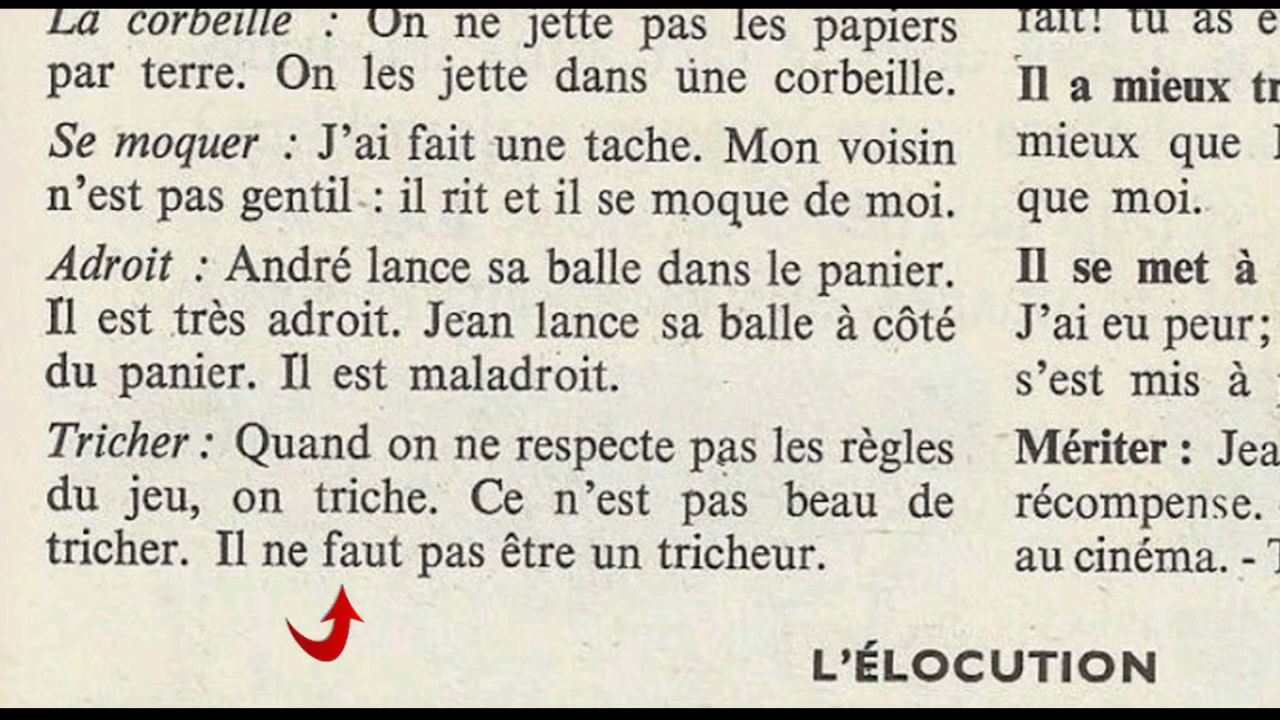 La corbeille : On ne jette pas les papiers
par terre. On les jette dans une corbeille.
Se moquer : J'ai fait une tache. Mon voisin
n'est pas gentil : il rit et il se moque de moi.
Adroit : André lance sa balle dans le panier.
Il est très adroit. Jean lance sa balle à côté
du panier. Il est maladroit.
Tricher : Quand on ne respecte pas les règles
du jeu, on triche. Ce n'est pas beau de
tricher. Il ne faut pas être un tricheur.
fait! tu as
Il a mieux
mieux que
que moi.
Il se met à
J'ai eu peur;
s'est mis à
Mériter :
récompense.
au cinéma. -
L'ÉLOCUTION